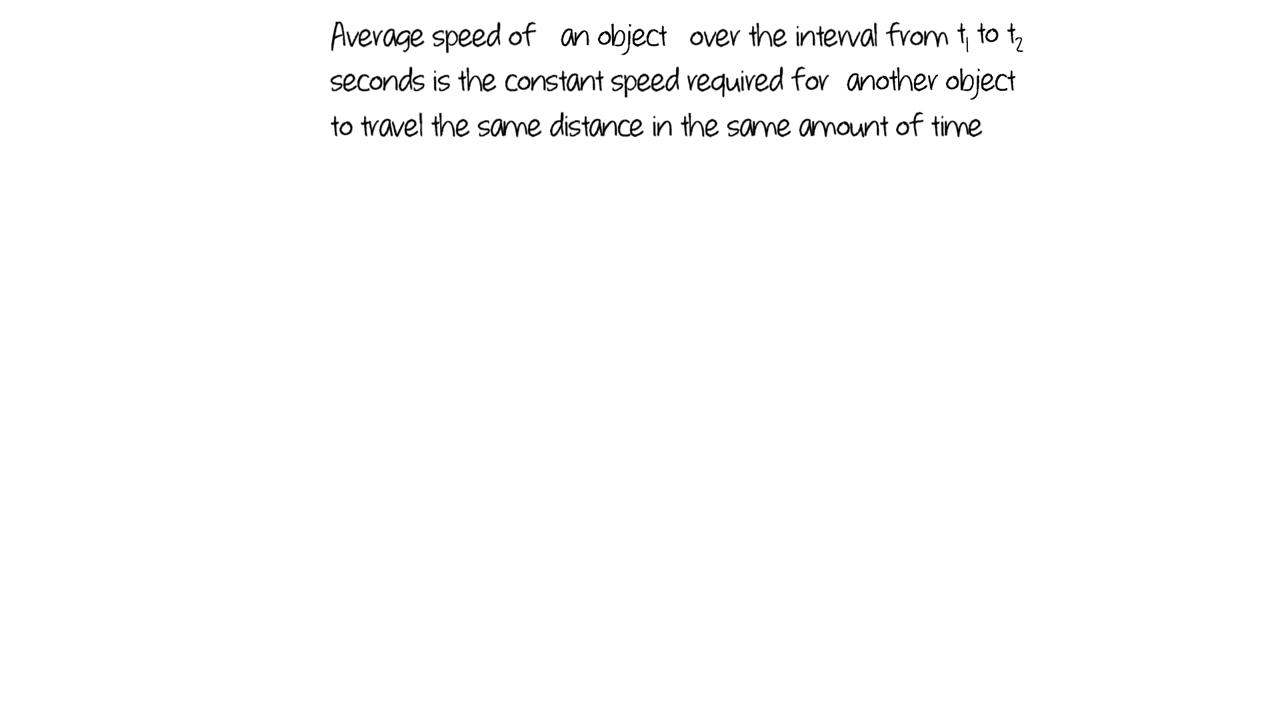 Average speed of an object over the interval from t₁ to t₂
seconds is the constant speed required for another object
to travel the same distance in the same amount of time